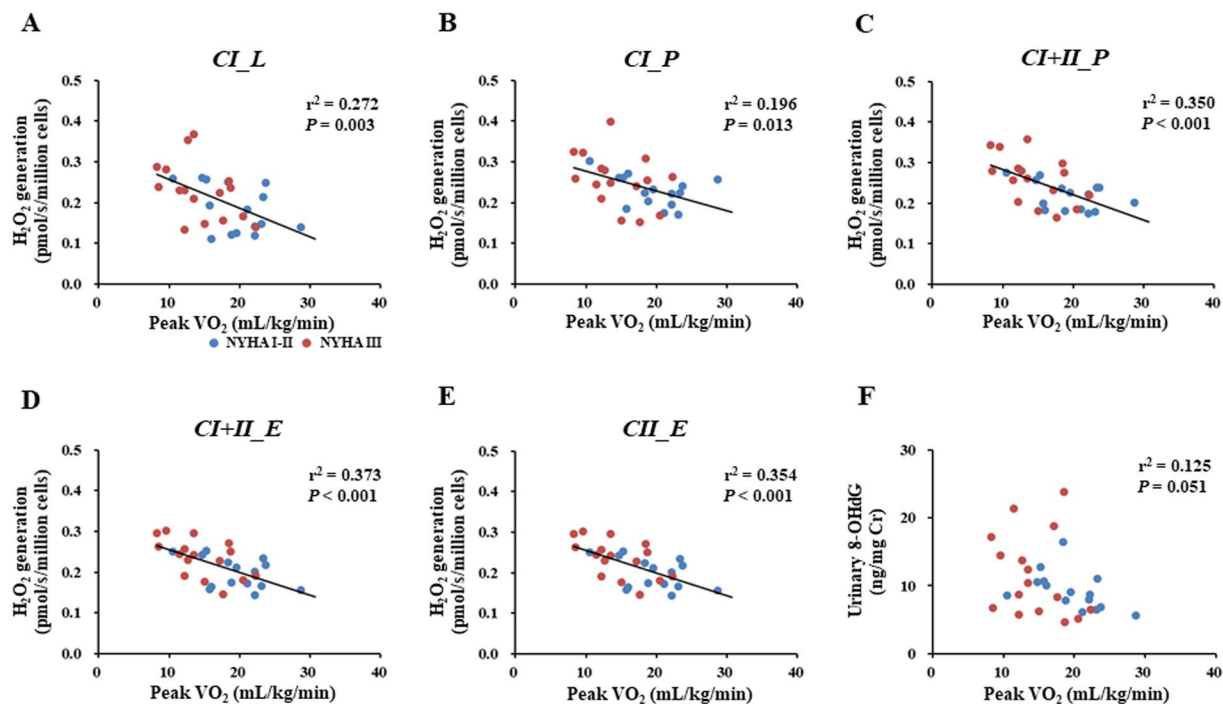 A
CI_L
H₂O₂ generation
(pmol/s/million cells)
0.5
0.4
0.3
0.2
0.1
0.0
r² = 0.272
P = 0.003
0 10 20 30 40
Peak VO₂ (mL/kg/min)
NYHA I-II NYHA III
B
CI_P
H₂O₂ generation
(pmol/s/million cells)
0.5
0.4
0.3
0.2
0.1
0.0
r² = 0.196
P = 0.013
0 10 20 30 40
Peak VO₂ (mL/kg/min)
C
CI+II_P
H₂O₂ generation
(pmol/s/million cells)
0.5
0.4
0.3
0.2
0.1
0.0
r² = 0.350
P < 0.001
0 10 20 30 40
Peak VO₂ (mL/kg/min)
D
CI+II_E
H₂O₂ generation
(pmol/s/million cells)
0.5
0.4
0.3
0.2
0.1
0.0
r² = 0.373
P < 0.001
0 10 20 30 40
Peak VO₂ (mL/kg/min)
E
CII_E
H₂O₂ generation
(pmol/s/million cells)
0.5
0.4
0.3
0.2
0.1
0.0
r² = 0.354
P < 0.001
0 10 20 30 40
Peak VO₂ (mL/kg/min)
F
Urinary 8-OHdG
(ng/mg Cr)
30
20
10
0
r² = 0.125
P = 0.051
0 10 20 30 40
Peak VO₂ (mL/kg/min)